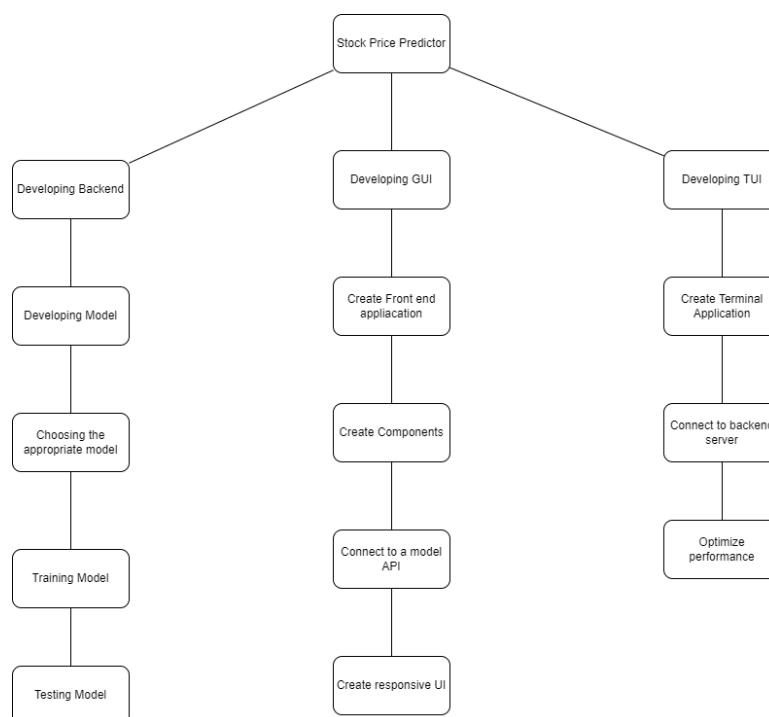 Stock Price Predictor
Developing Backend
Developing GUI
Developing TUI
Developing Model
Create Front end
appliacation
Create Terminal
Application
Choosing the
appropriate model
Create Components
Connect to backend
server
Training Model
Connect to a model
API
Optimize
performance
Testing Model
Create responsive UI